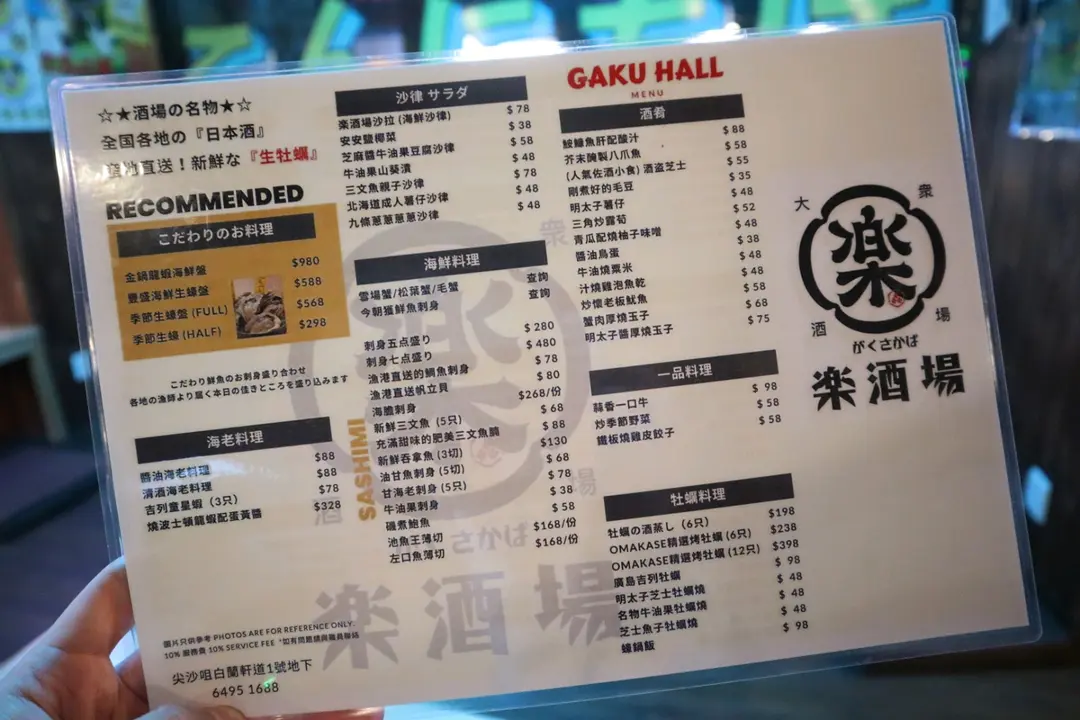 ☆★酒場の名物★☆
全国各地の『日本酒』
産地直送！新鮮な『生牡蠣』
RECOMMENDED
こだわりのお料理
金鍋龍蝦海鮮盤 $980
豐盛海鮮生蠔盤 $588
季節生蠔盤 (FULL) $568
季節生蠔 (HALF) $298
こだわり鮮魚のお刺身盛り合わせ
各地の漁師より届く本日の佳きところを盛り込みます
海老料理
醬油海老料理 $88
清酒海老料理 $88
吉列童星蝦（3只） $78
燒波士頓龍蝦配蛋黃醬 $328
圖片只供參考 PHOTOS ARE FOR REFERENCE ONLY.
10% 服務費 10% SERVICE FEE *如有問題請與職員聯絡
尖沙咀白蘭軒道1號地下
6495 1688
沙律 サラダ
楽酒場沙拉 (海鮮沙律) $ 78
安安鹽椰菜 $ 38
芝麻醬牛油果豆腐沙律 $ 58
牛油果山葵漬 $ 48
三文魚親子沙律 $ 78
北海道成人薯仔沙律 $ 48
九條蔥蔥蔥蔥沙律 $ 48
海鮮料理
雪場蟹/松葉蟹/毛蟹 查詢
今朝獲鮮魚刺身 查詢
SASHIMI
刺身五点盛り $ 280
刺身七点盛り $ 480
漁港直送的鯛魚刺身 $ 78
漁港直送帆立貝 $ 80
海膽刺身 $268/份
新鮮三文魚（5只） $ 68
充滿甜味的肥美三文魚腩 $ 88
新鮮吞拿魚 (3切) $130
油甘魚刺身 (5切) $ 68
甘海老刺身 (5只) $ 78
牛油果刺身 $ 38
磯煮鮑魚 $ 58
池魚王薄切 $168/份
左口魚薄切 $168/份
GAKU HALL
MENU
酒肴
鮟鱇魚肝配酸汁 $ 88
芥末醃製八爪魚 $ 58
(人氣佐酒小食) 酒盗芝士 $ 55
剛煮好的毛豆 $ 35
明太子薯仔 $ 48
三角炒露荀 $ 52
青瓜配燒柚子味噌 $ 48
醬油鳥蛋 $ 38
牛油燒粟米 $ 48
汁燒雞泡魚乾 $ 48
炒懷老板魷魚 $ 58
蟹肉厚燒玉子 $ 68
明太子醬厚燒玉子 $ 75
一品料理
蒜香一口牛 $ 98
炒季節野菜 $ 58
鐵板燒雞皮餃子 $ 58
牡蠣料理
牡蠣の酒蒸し（6只） $198
OMAKASE精選烤牡蠣 (6只) $238
OMAKASE精選烤牡蠣 (12只) $398
廣島吉列牡蠣 $ 98
明太子芝士牡蠣燒 $ 48
名物牛油果牡蠣燒 $ 48
芝士魚子牡蠣燒 $ 48
蠔鍋飯 $ 98
大衆
楽
酒場
がくさかば
楽酒場